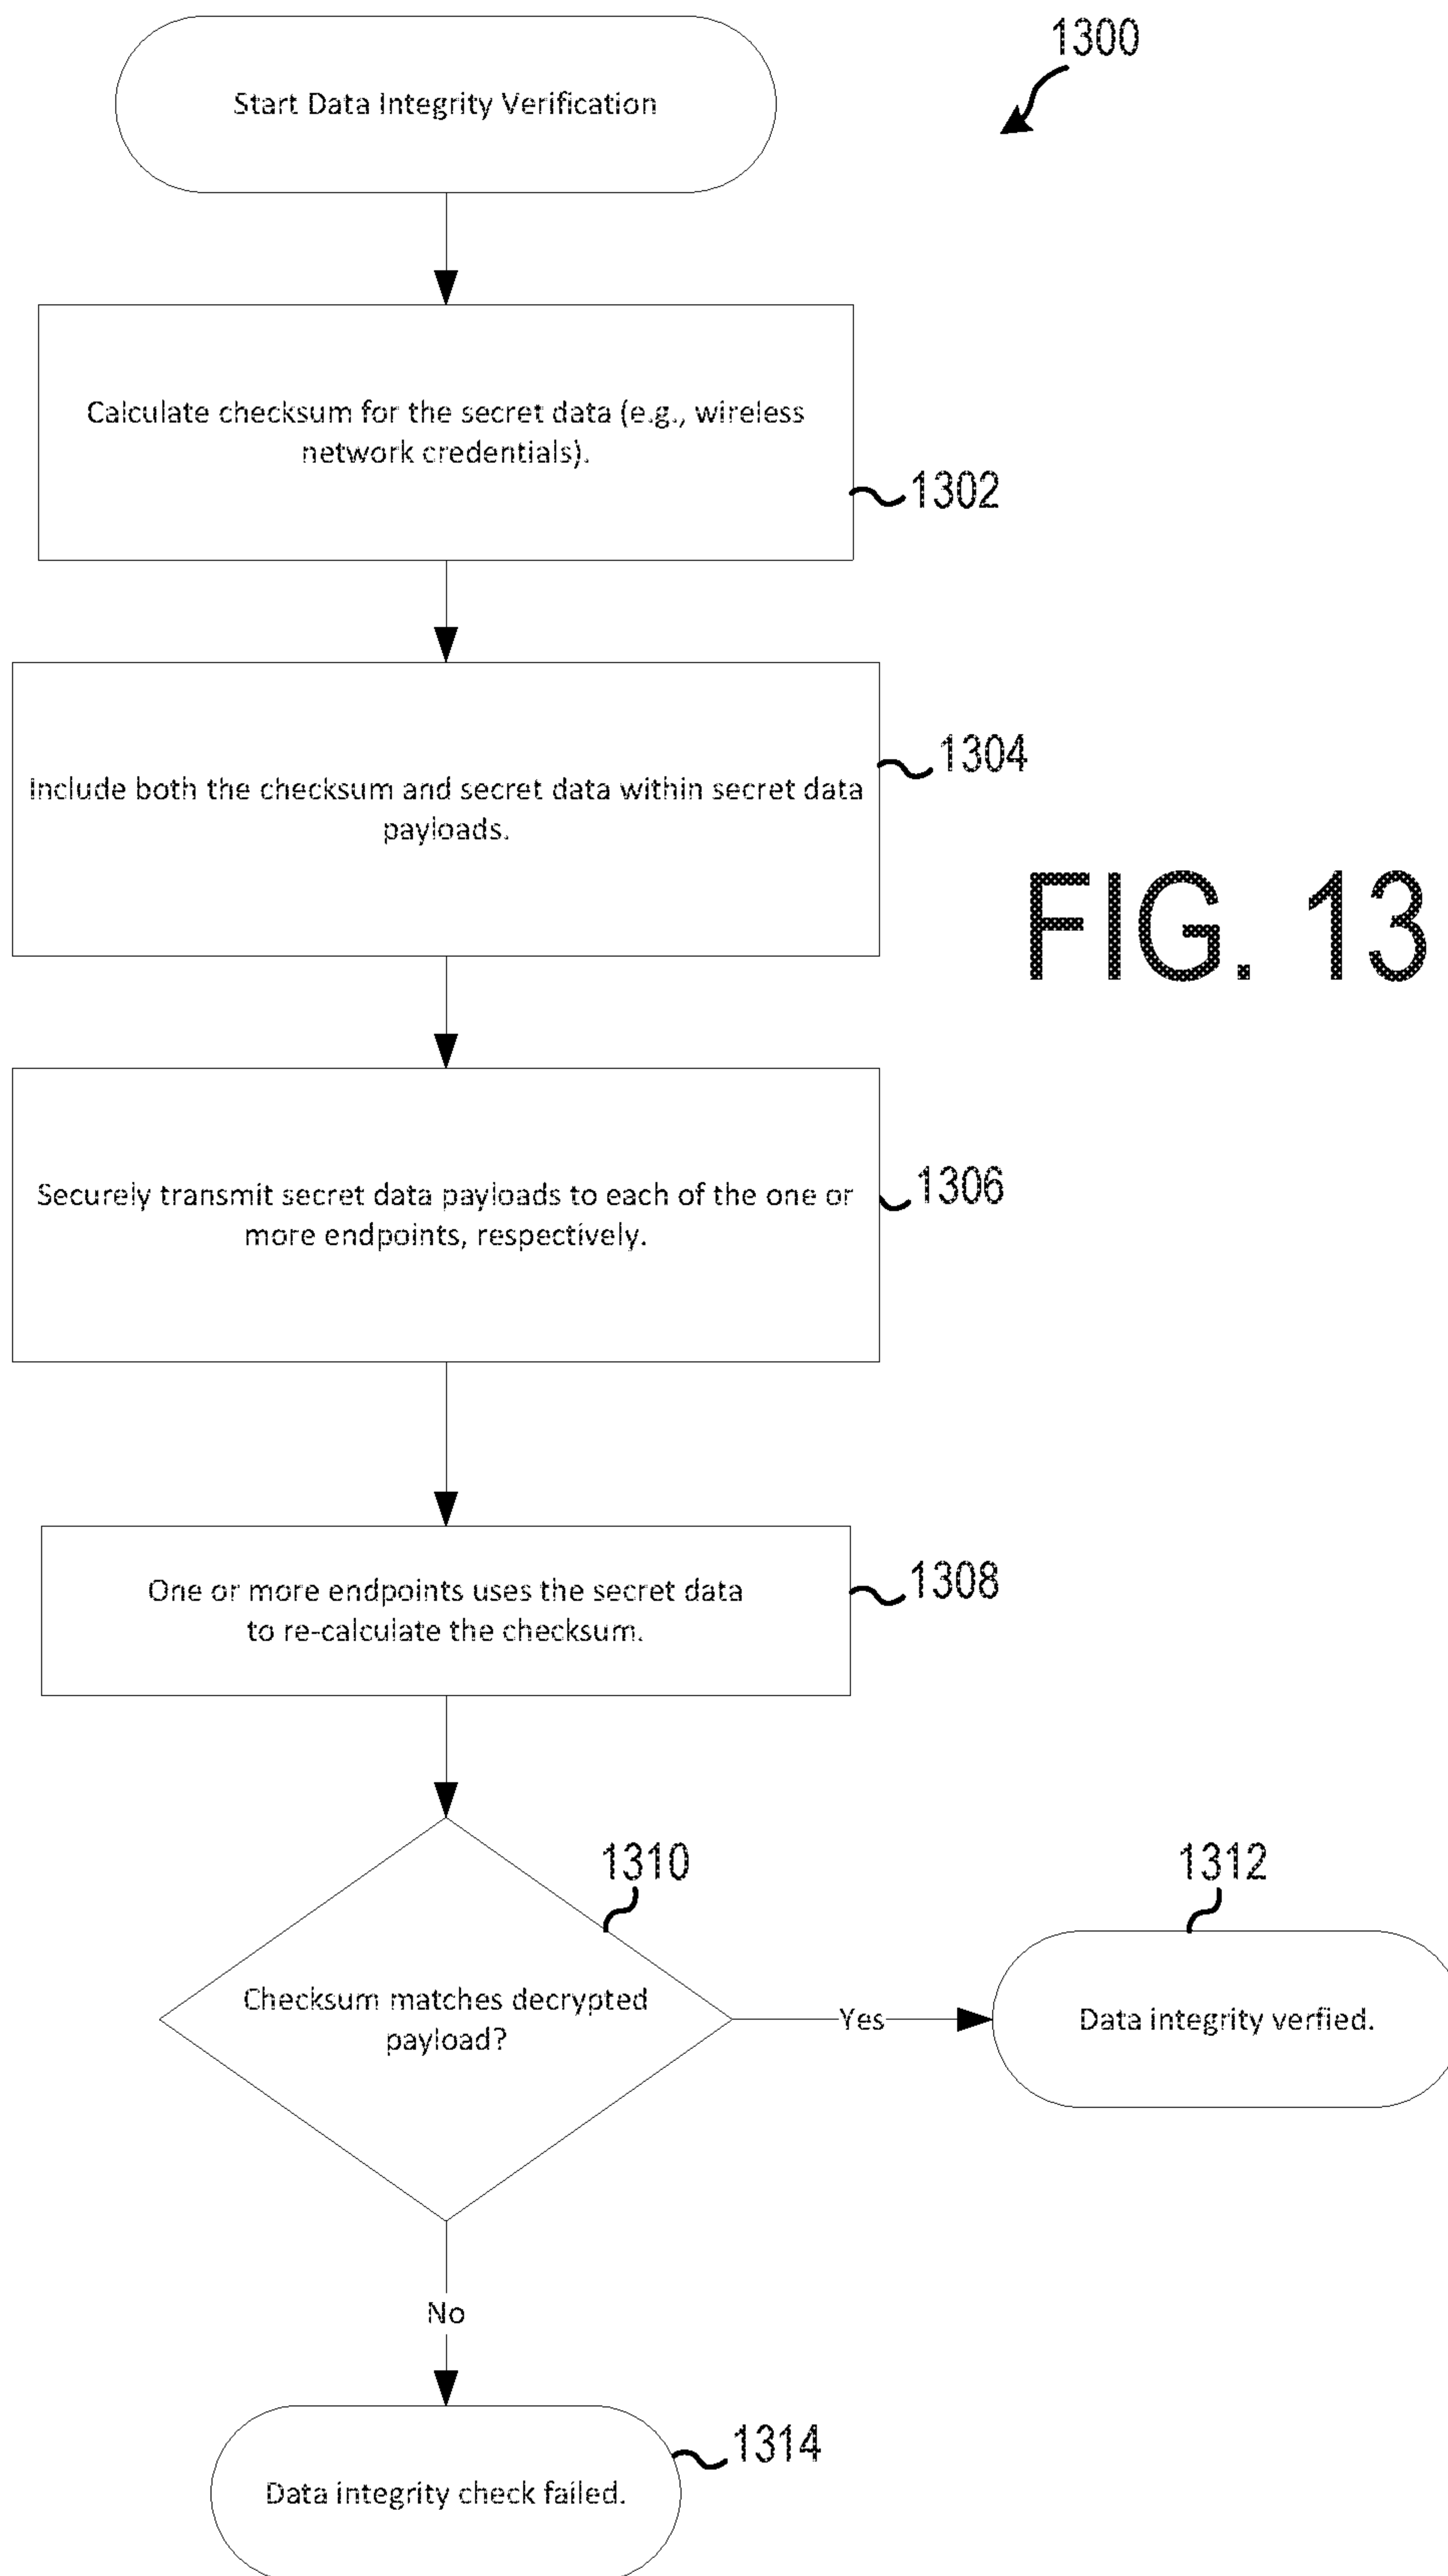 1300
Start Data Integrity Verification
Calculate checksum for the secret data (e.g., wireless
network credentials).
1302
1304
Include both the checksum and secret data within secret data
payloads.
FIG. 13
1306
Securely transmit secret data payloads to each of the one or
more endpoints, respectively.
1308
One or more endpoints uses the secret data
to re-calculate the checksum.
1310
1312
Checksum matches decrypted
payload?
Yes
Data integrity verfied.
No
1314
Data integrity check failed.